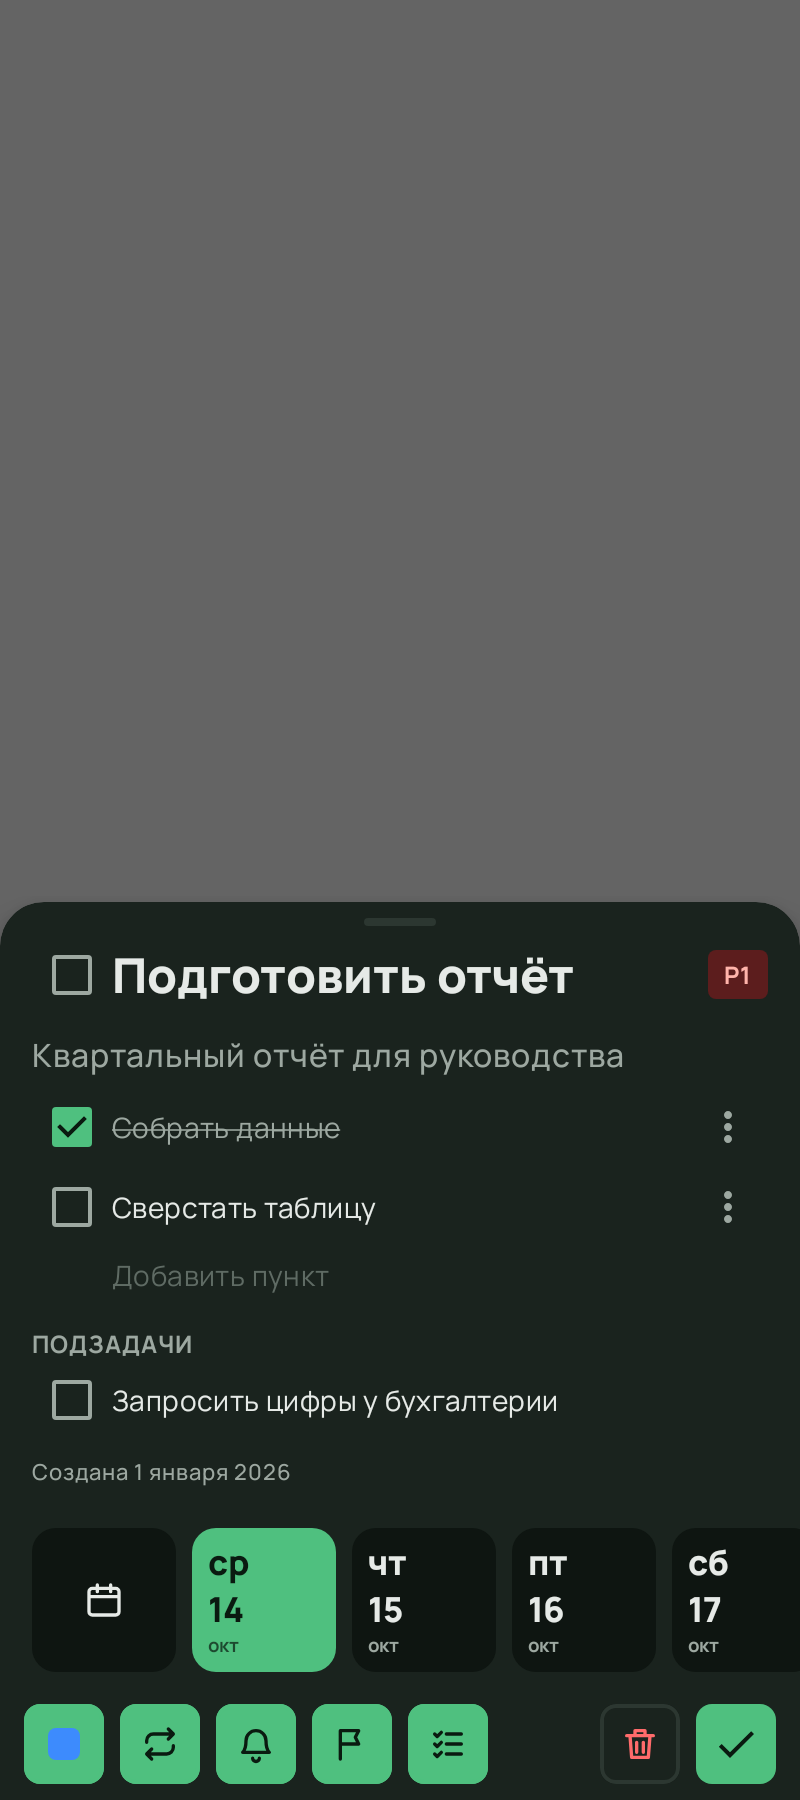 Подготовить отчёт
P1
Квартальный отчёт для руководства
Собрать данные
Сверстать таблицу
Добавить пункт
ПОДЗАДАЧИ
Запросить цифры у бухгалтерии
Создана 1 января 2026
ср
14
окт
чт
15
окт
пт
16
окт
сб
17
окт